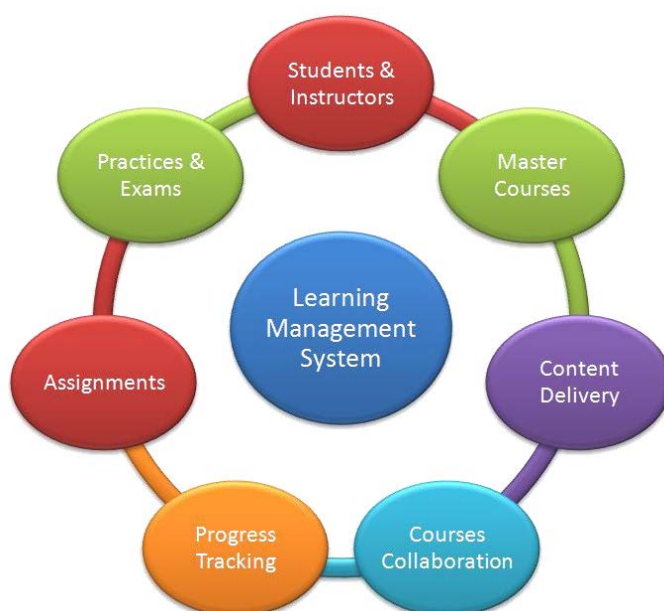 Students &
Instructors
Master
Courses
Content
Delivery
Courses
Collaboration
Progress
Tracking
Assignments
Practices &
Exams
Learning
Management
System